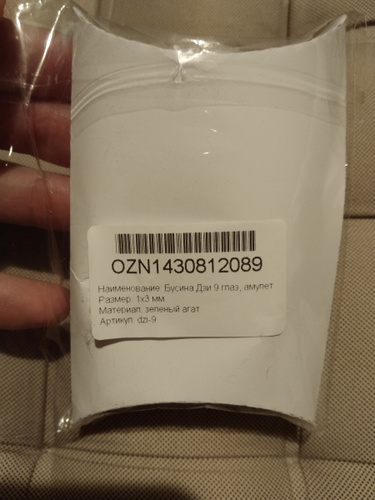 OZN1430812089
Наименование: Бусина Дзи 9 глаз, амулет
Размер: 1х3 мм.
Материал: зеленый агат
Артикул: dzi-9